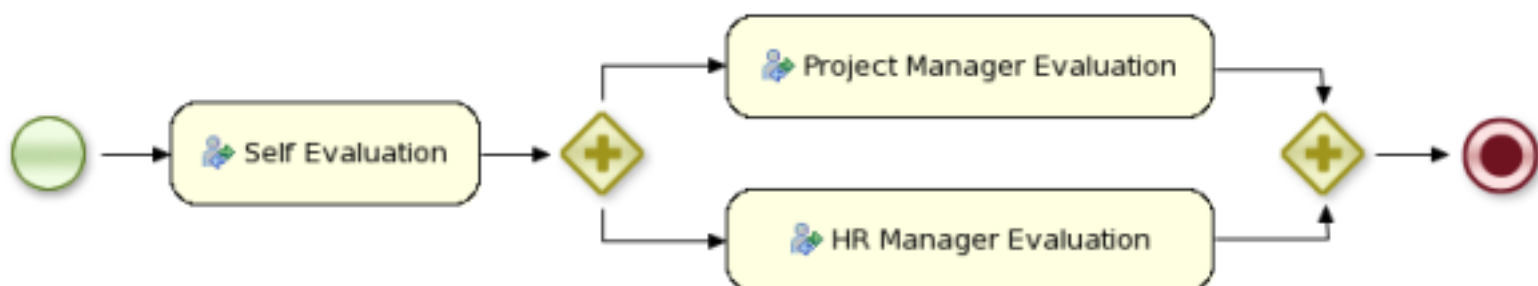 Project Manager Evaluation
Self Evaluation
HR Manager Evaluation